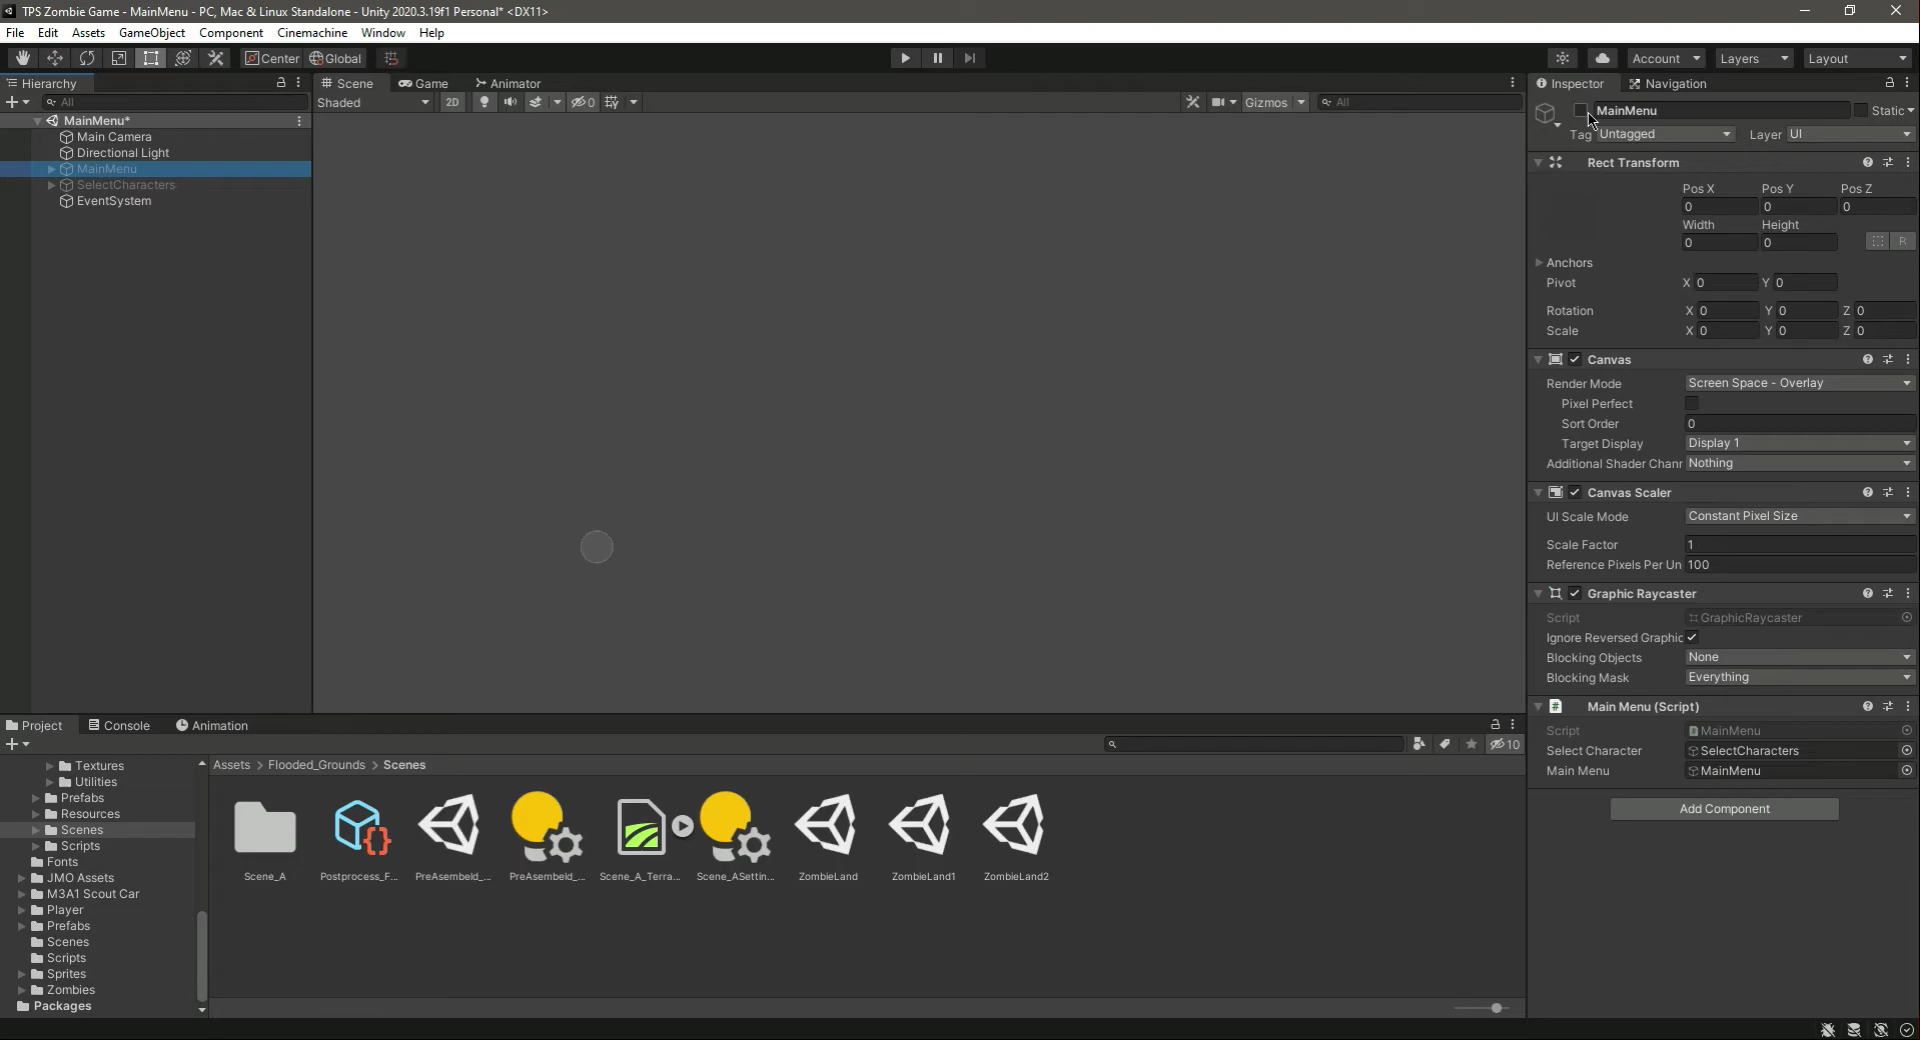 TPS Zombie Game - MainMenu - PC, Mac & Linux Standalone - Unity 2020.3.19f1 Personal* <DX11>
File Edit Assets GameObject Component Cinemachine Window Help
Center Global Account Layers Layout
Hierarchy
All
MainMenu*
Main Camera
Directional Light
MainMenu
SelectCharacters
EventSystem
Scene Game Animator
Shaded 2D 0 Gizmos All
Inspector Navigation
MainMenu Static
Tag Untagged Layer UI
Rect Transform
Pos X Pos Y Pos Z
0 0 0
Width Height
0 0 R
Anchors
Pivot X 0 Y 0
Rotation X 0 Y 0 Z 0
Scale X 0 Y 0 Z 0
Canvas
Render Mode Screen Space - Overlay
Pixel Perfect
Sort Order 0
Target Display Display 1
Additional Shader Chanr Nothing
Canvas Scaler
UI Scale Mode Constant Pixel Size
Scale Factor 1
Reference Pixels Per Un 100
Graphic Raycaster
Script GraphicRaycaster
Ignore Reversed Graphic
Blocking Objects None
Blocking Mask Everything
# Main Menu (Script)
Script MainMenu
Select Character SelectCharacters
Main Menu MainMenu
Add Component
Project Console Animation
10
Textures
Utilities
Prefabs
Resources
Scenes
Scripts
Fonts
JMO Assets
M3A1 Scout Car
Player
Prefabs
Scenes
Scripts
Sprites
Zombies
Packages
Assets > Flooded_Grounds > Scenes
Scene_A Postprocess_F... PreAsembeld_... PreAsembeld_... Scene_A_Terra... Scene_ASettin... ZombieLand ZombieLand1 ZombieLand2